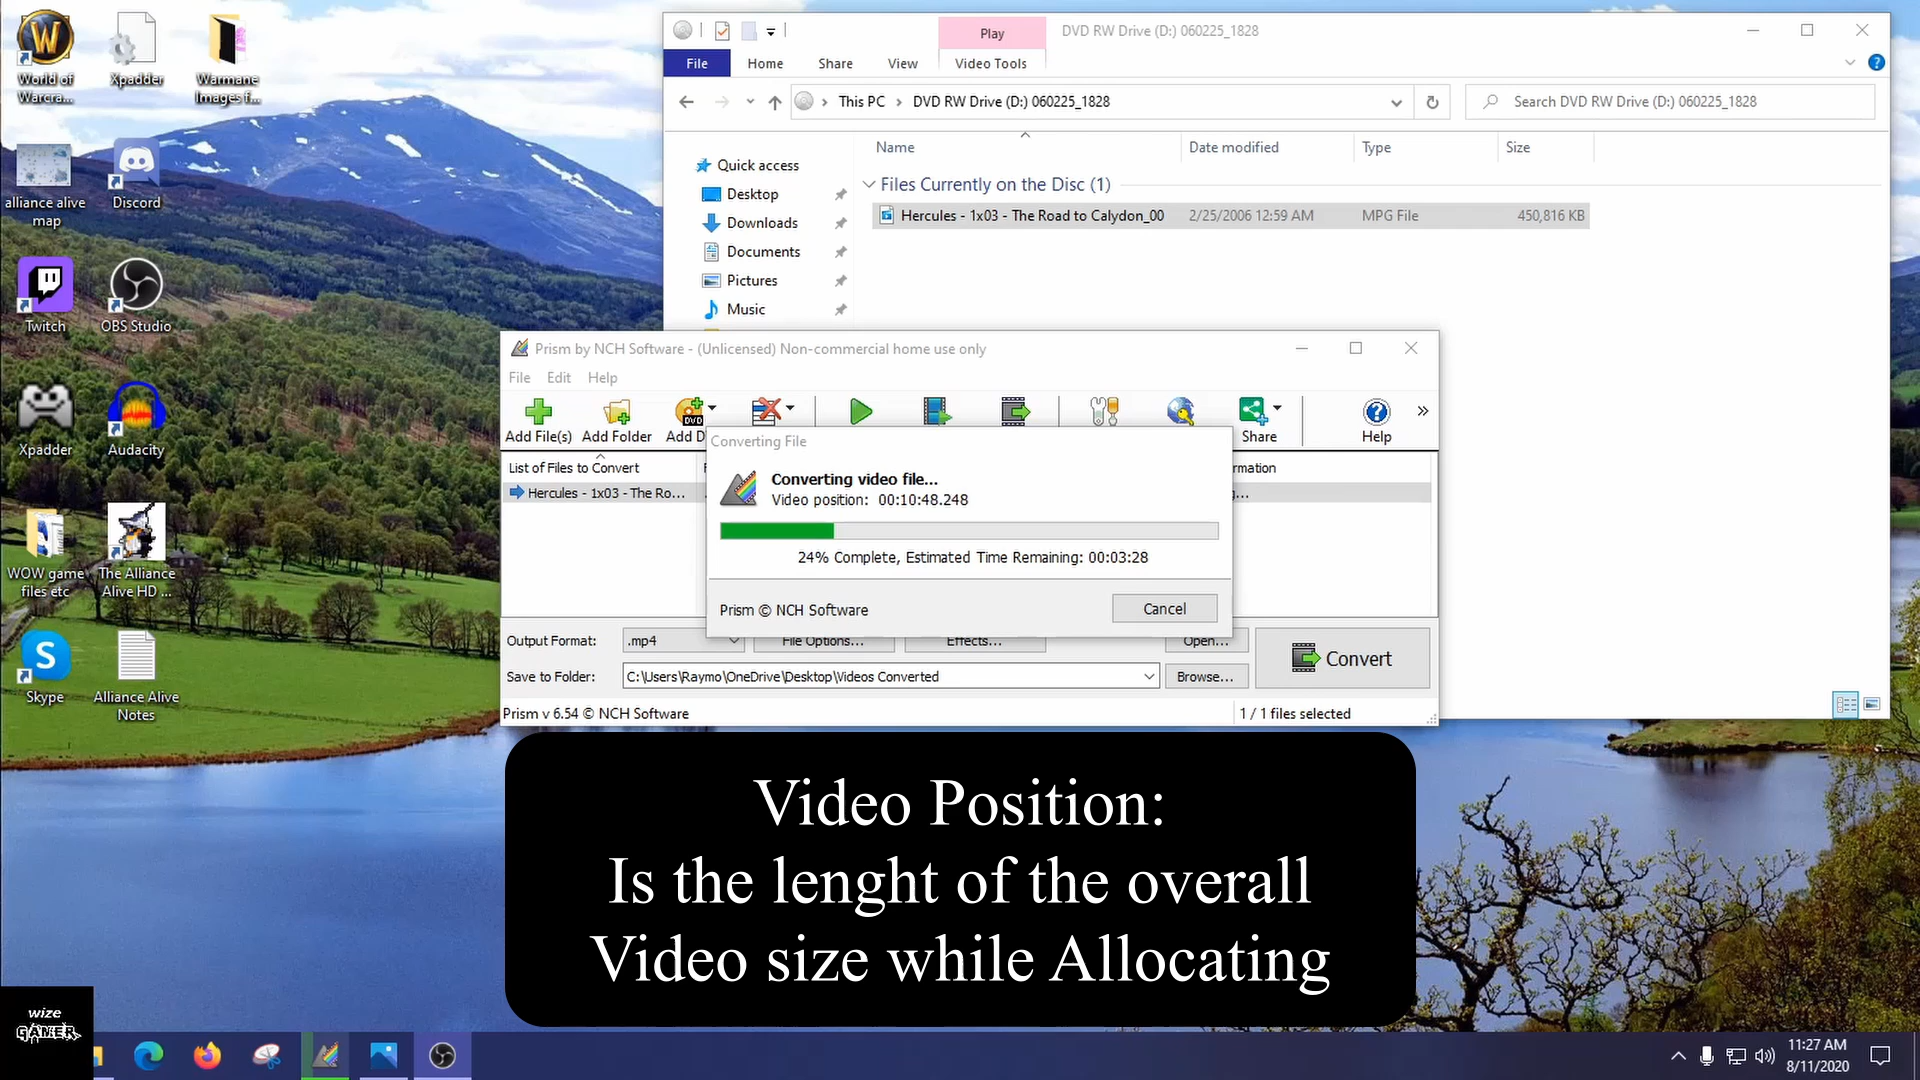 World of
Warcra...
Xpadder
Warmane
Images f...
alliance alive
map
Discord
Twitch
OBS Studio
Xpadder
Audacity
WOW game
files etc
The Alliance
Alive HD ...
Skype
Alliance Alive
Notes
Play
DVD RW Drive (D:) 060225_1828
File
Home
Share
View
Video Tools
This PC
DVD RW Drive (D:) 060225_1828
Search DVD RW Drive (D:) 060225_1828
Name
Date modified
Type
Size
Quick access
Desktop
Downloads
Documents
Pictures
Music
Files Currently on the Disc (1)
Hercules - 1x03 - The Road to Calydon_00
2/25/2006 12:59 AM
MPG File
450,816 KB
Prism by NCH Software - (Unlicensed) Non-commercial home use only
File
Edit
Help
Add File(s)
Add Folder
DVD
Add D
Share
Help
List of Files to Convert
rmation
Hercules - 1x03 - The Ro...
Converting File
Converting video file...
Video position: 00:10:48.248
24% Complete, Estimated Time Remaining: 00:03:28
Prism © NCH Software
Cancel
Output Format:
.mp4
File Options...
Effects...
Open...
Convert
Save to Folder:
C:\Users\Raymo\OneDrive\Desktop\Videos Converted
Browse...
Prism v 6.54 © NCH Software
1 / 1 files selected
Video Position:
Is the lenght of the overall
Video size while Allocating
wize
GAMER
11:27 AM
8/11/2020